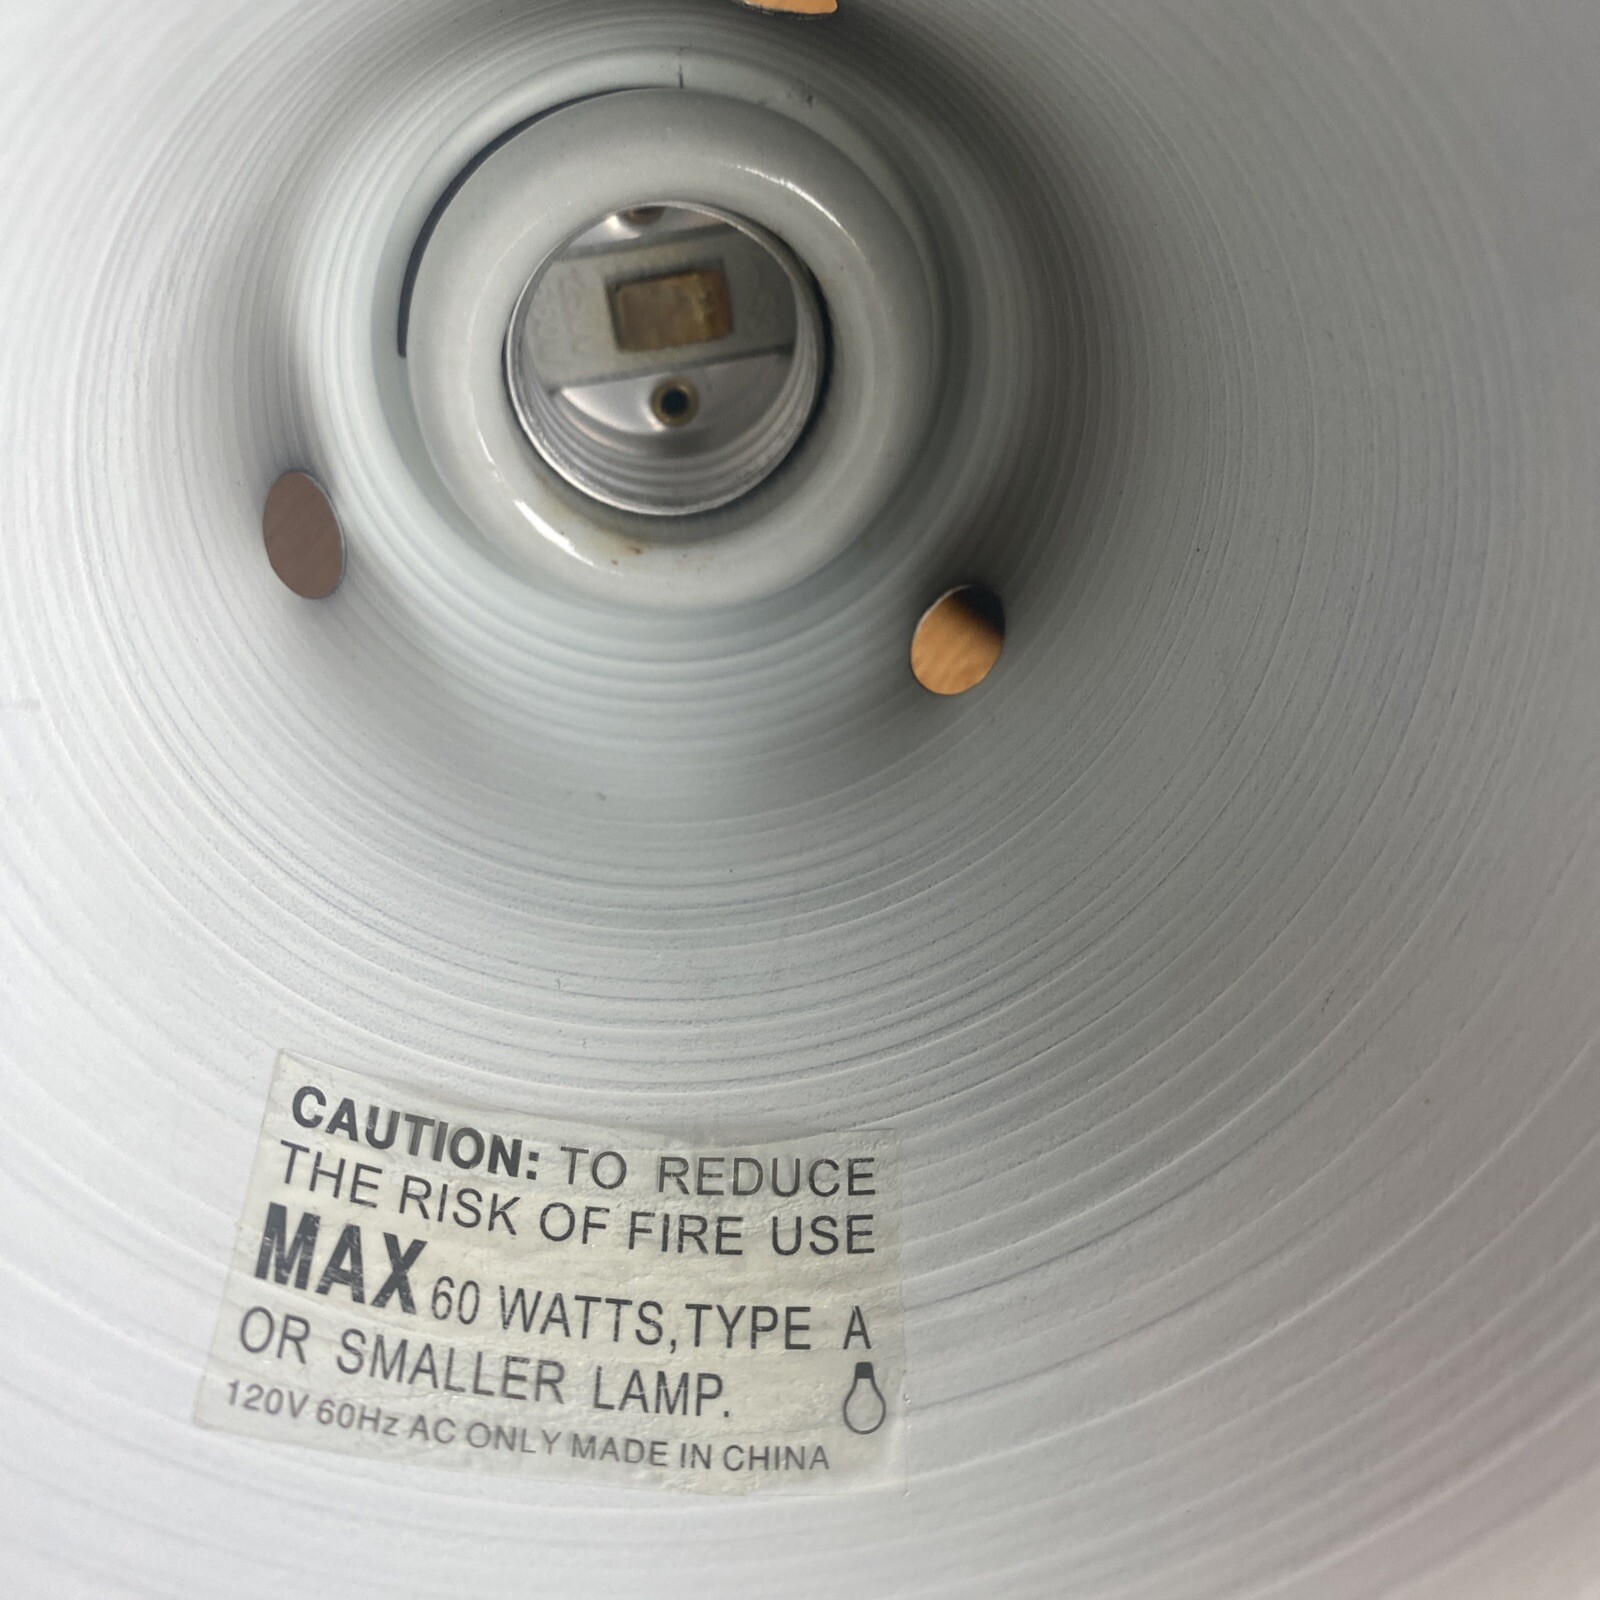 CAUTION: TO REDUCE
THE RISK OF FIRE USE
MAX 60 WATTS,TYPE A
OR SMALLER LAMP.
120V 60Hz AC ONLY MADE IN CHINA